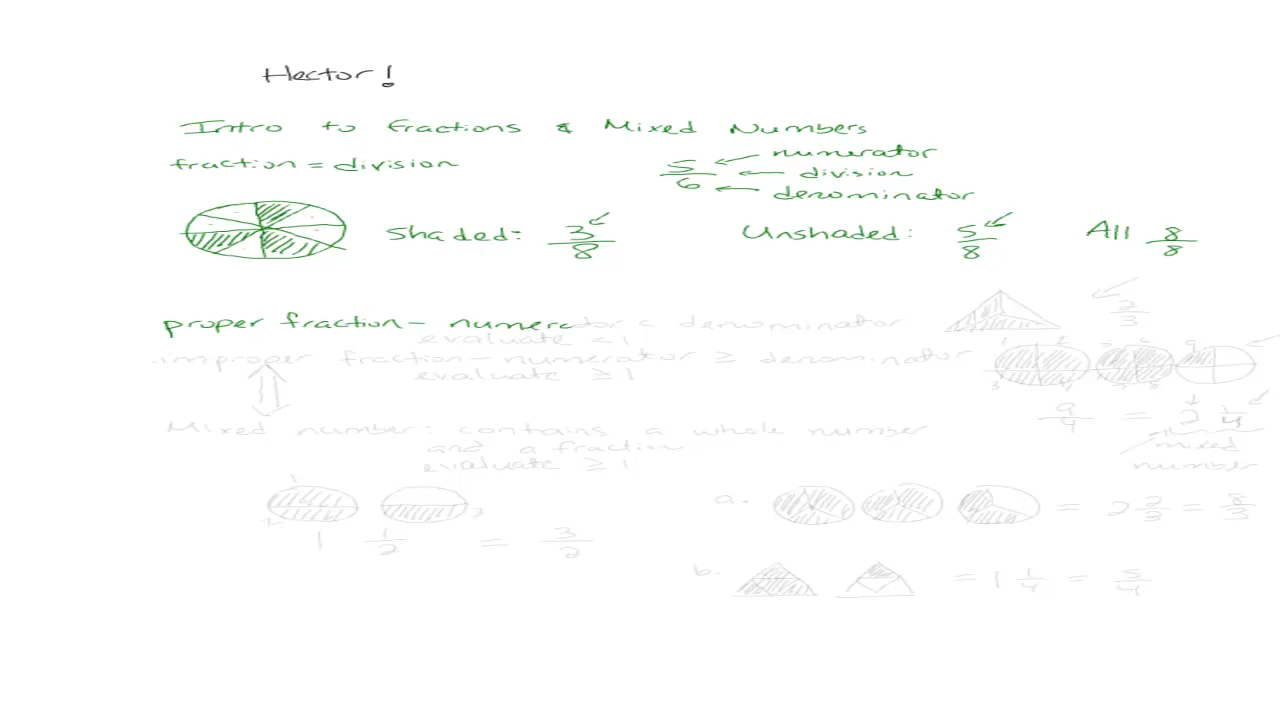 Hector!
Intro to Fractions & Mixed Numbers
fraction = division
5/6 ← numerator
← division
← denominator
Shaded: 3/8 Unshaded: 5/8 All 8/8
proper fraction - numerator < denominator
evaluate < 1
2/3
improper fraction - numerator ≥ denominator
evaluate ≥ 1
9/4 = 2 1/4
mixed number
Mixed number: contains a whole number
and a fraction
evaluate ≥ 1
1 1/2 = 3/2
a. = 2 2/3 = 8/3
b. = 1 1/4 = 5/4